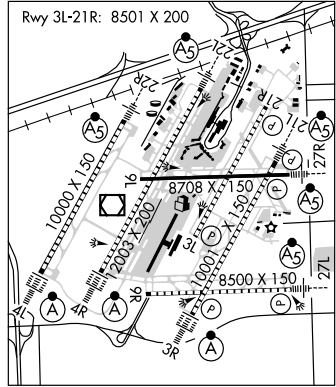 Rwy 3L-21R: 8501 X 200
A5
22L
22R
A5
A5
21R
21L
P
P
27R
10000 X 150
9L
8708 X 150
P
A5
12003 X 200
3L
P
10001 X 150
A5
8500 X 150
27L
9R
P
P
4L
A
4R
A
3R
A